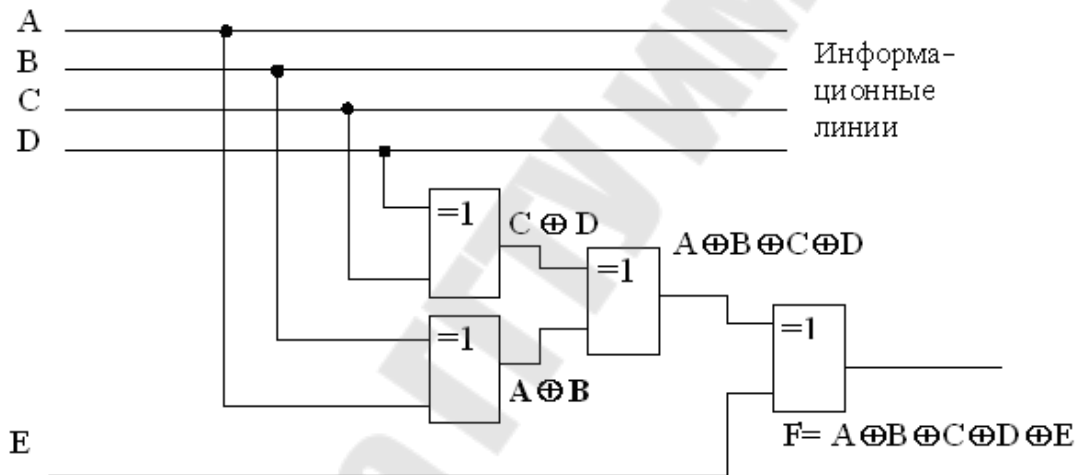 A
B
C
D
Информа-
ционные
линии
=1
C ⊕ D
=1
A⊕B
=1
A⊕B⊕C⊕D
=1
E
F= A⊕B⊕C⊕D⊕E